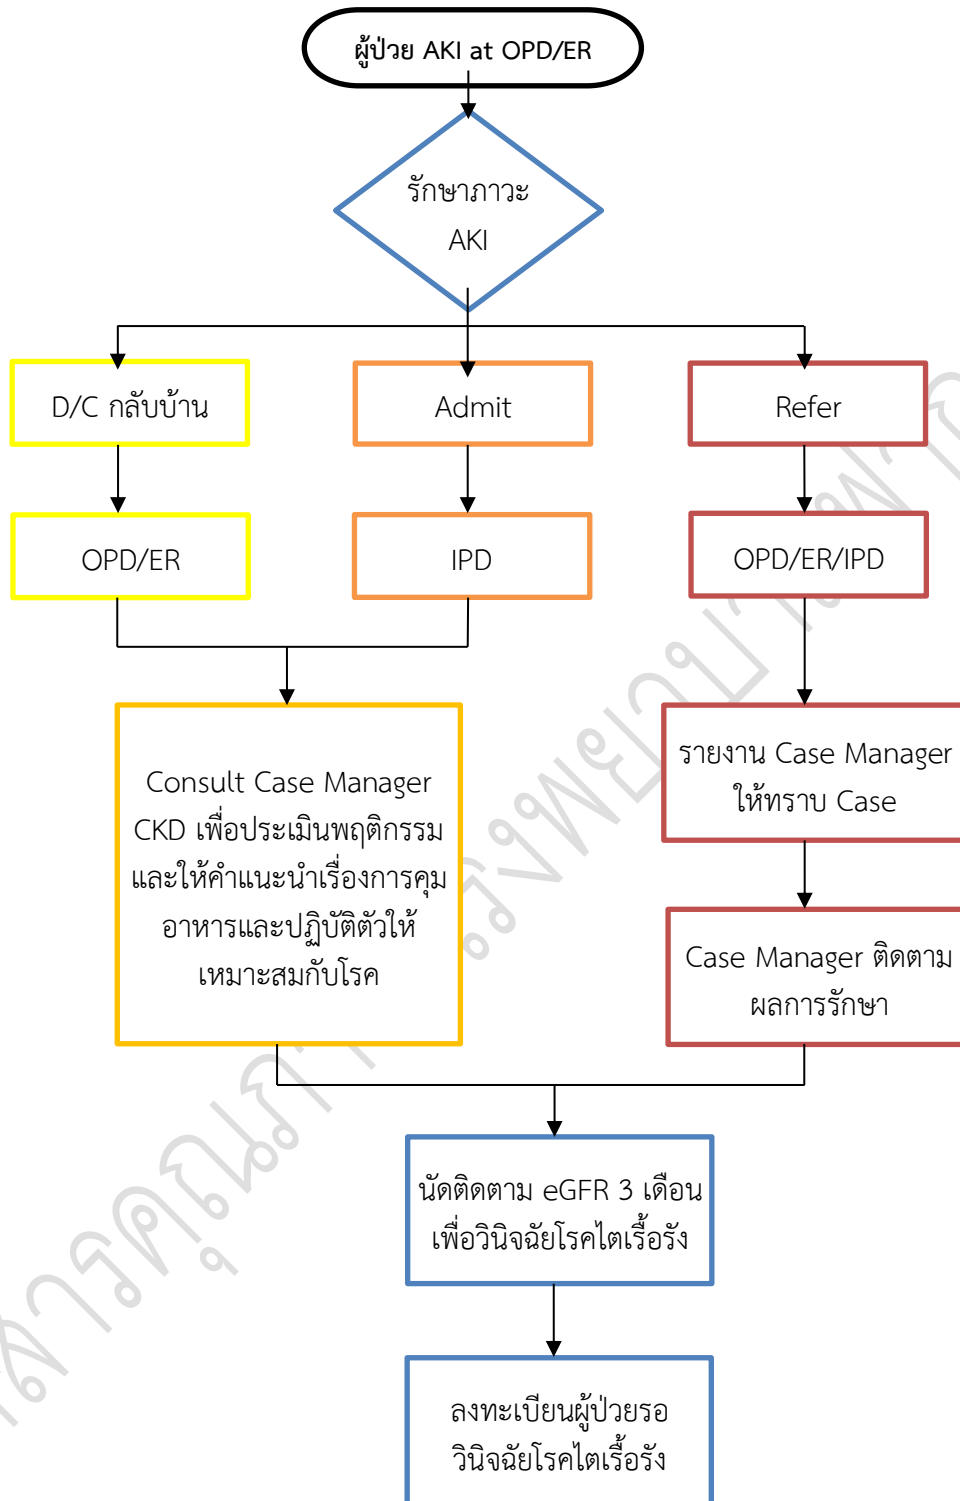 ผู้ป่วย AKI at OPD/ER
รักษาภาวะ
AKI
D/C กลับบ้าน
Admit
Refer
OPD/ER
IPD
OPD/ER/IPD
Consult Case Manager
CKD เพื่อประเมินพฤติกรรม
และให้คำแนะนำเรื่องการคุม
อาหารและปฏิบัติตัวให้
เหมาะสมกับโรค
รายงาน Case Manager
ให้ทราบ Case
Case Manager ติดตาม
ผลการรักษา
นัดติดตาม eGFR 3 เดือน
เพื่อวินิจฉัยโรคไตเรื้อรัง
ลงทะเบียนผู้ป่วยรอ
วินิจฉัยโรคไตเรื้อรัง